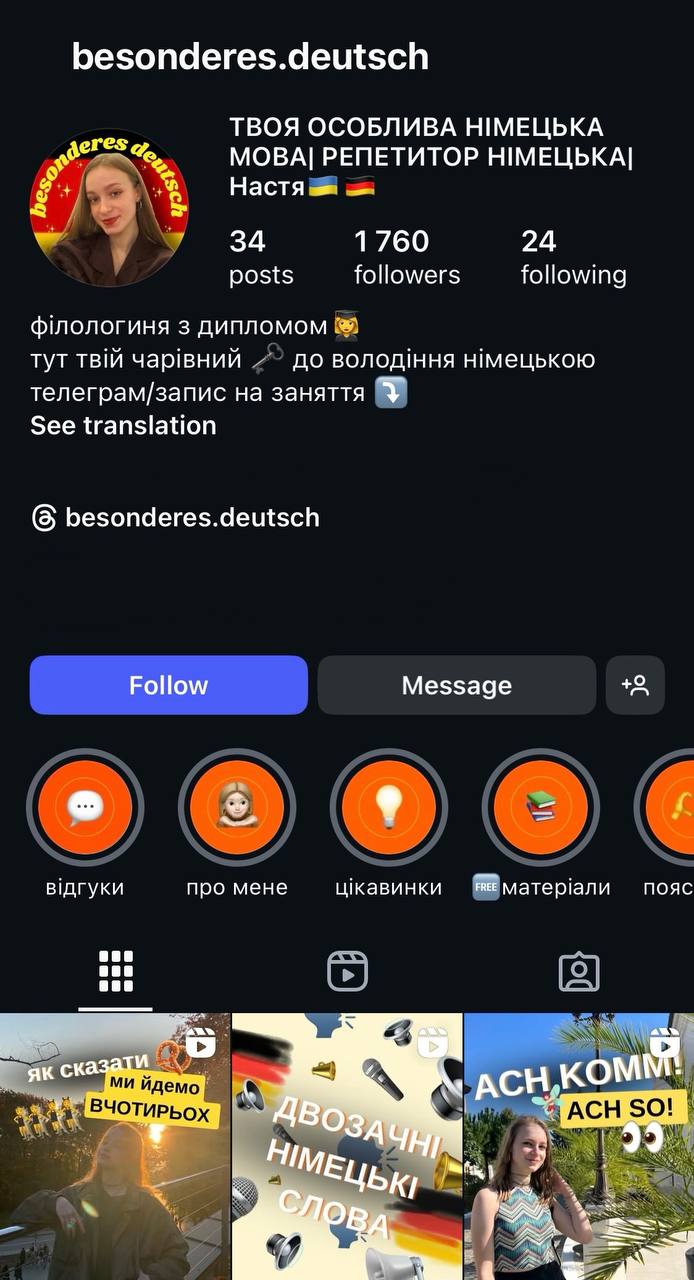 besonderes.deutsch
besonderes deutsch
ТВОЯ ОСОБЛИВА НІМЕЦЬКА
МОВА| РЕПЕТИТОР НІМЕЦЬКА|
Настя🇺🇦 🇩🇪
34 1 760 24
posts followers following
філологиня з дипломом👩‍🎓
тут твій чарівний 🗝️ до володіння німецькою
телеграм/запис на заняття ⤵️
See translation
besonderes.deutsch
Follow Message
відгуки про мене цікавинки 🆓матеріали пояс
як сказати
ми йдемо
ВЧОТИРЬОХ
ДВОЗАЧНІ
НІМЕЦЬКІ
СЛОВА
ACH KOMM!
ACH SO!